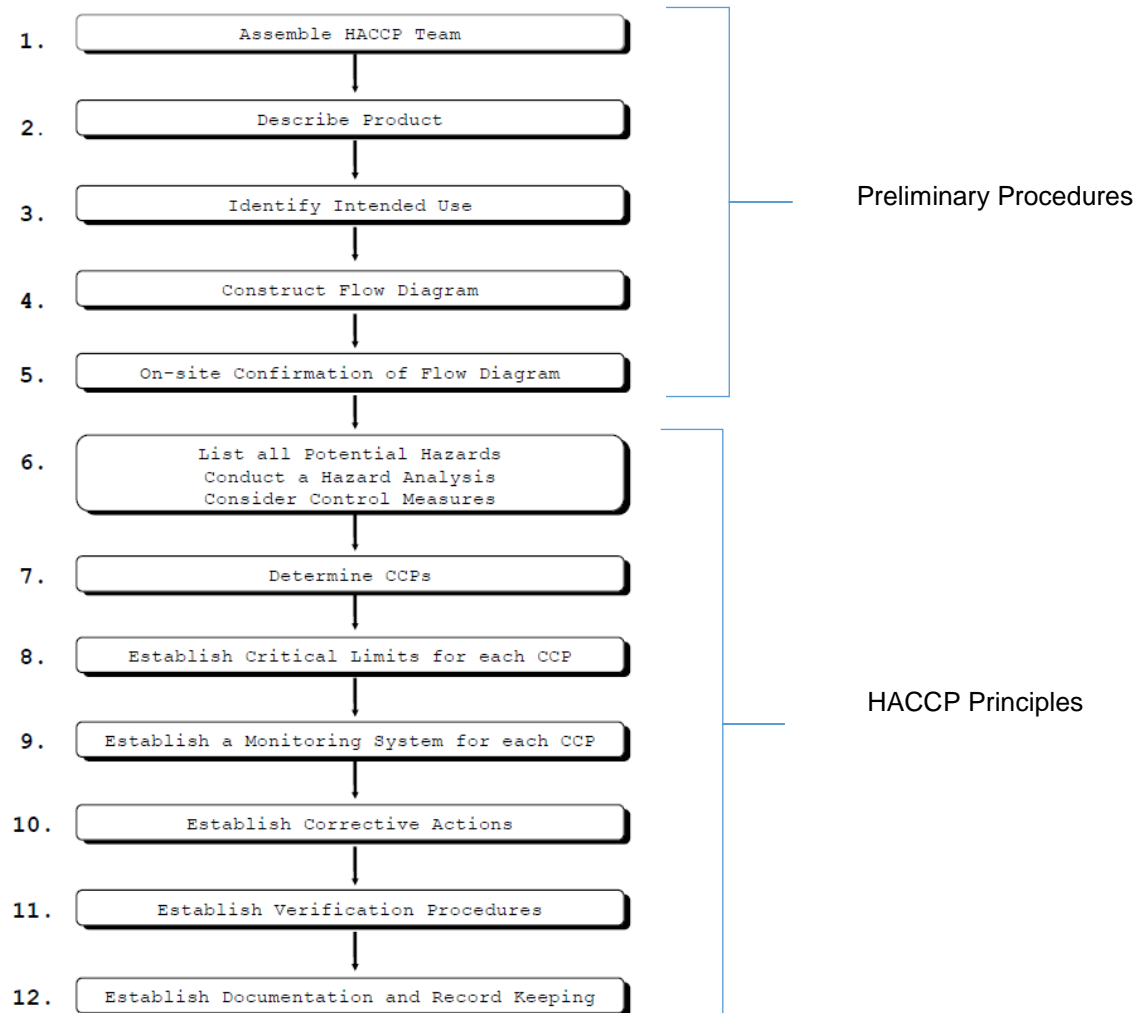 1. Assemble HACCP Team
2. Describe Product
3. Identify Intended Use
Preliminary Procedures
4. Construct Flow Diagram
5. On-site Confirmation of Flow Diagram
6. List all Potential Hazards
Conduct a Hazard Analysis
Consider Control Measures
7. Determine CCPs
8. Establish Critical Limits for each CCP
HACCP Principles
9. Establish a Monitoring System for each CCP
10. Establish Corrective Actions
11. Establish Verification Procedures
12. Establish Documentation and Record Keeping